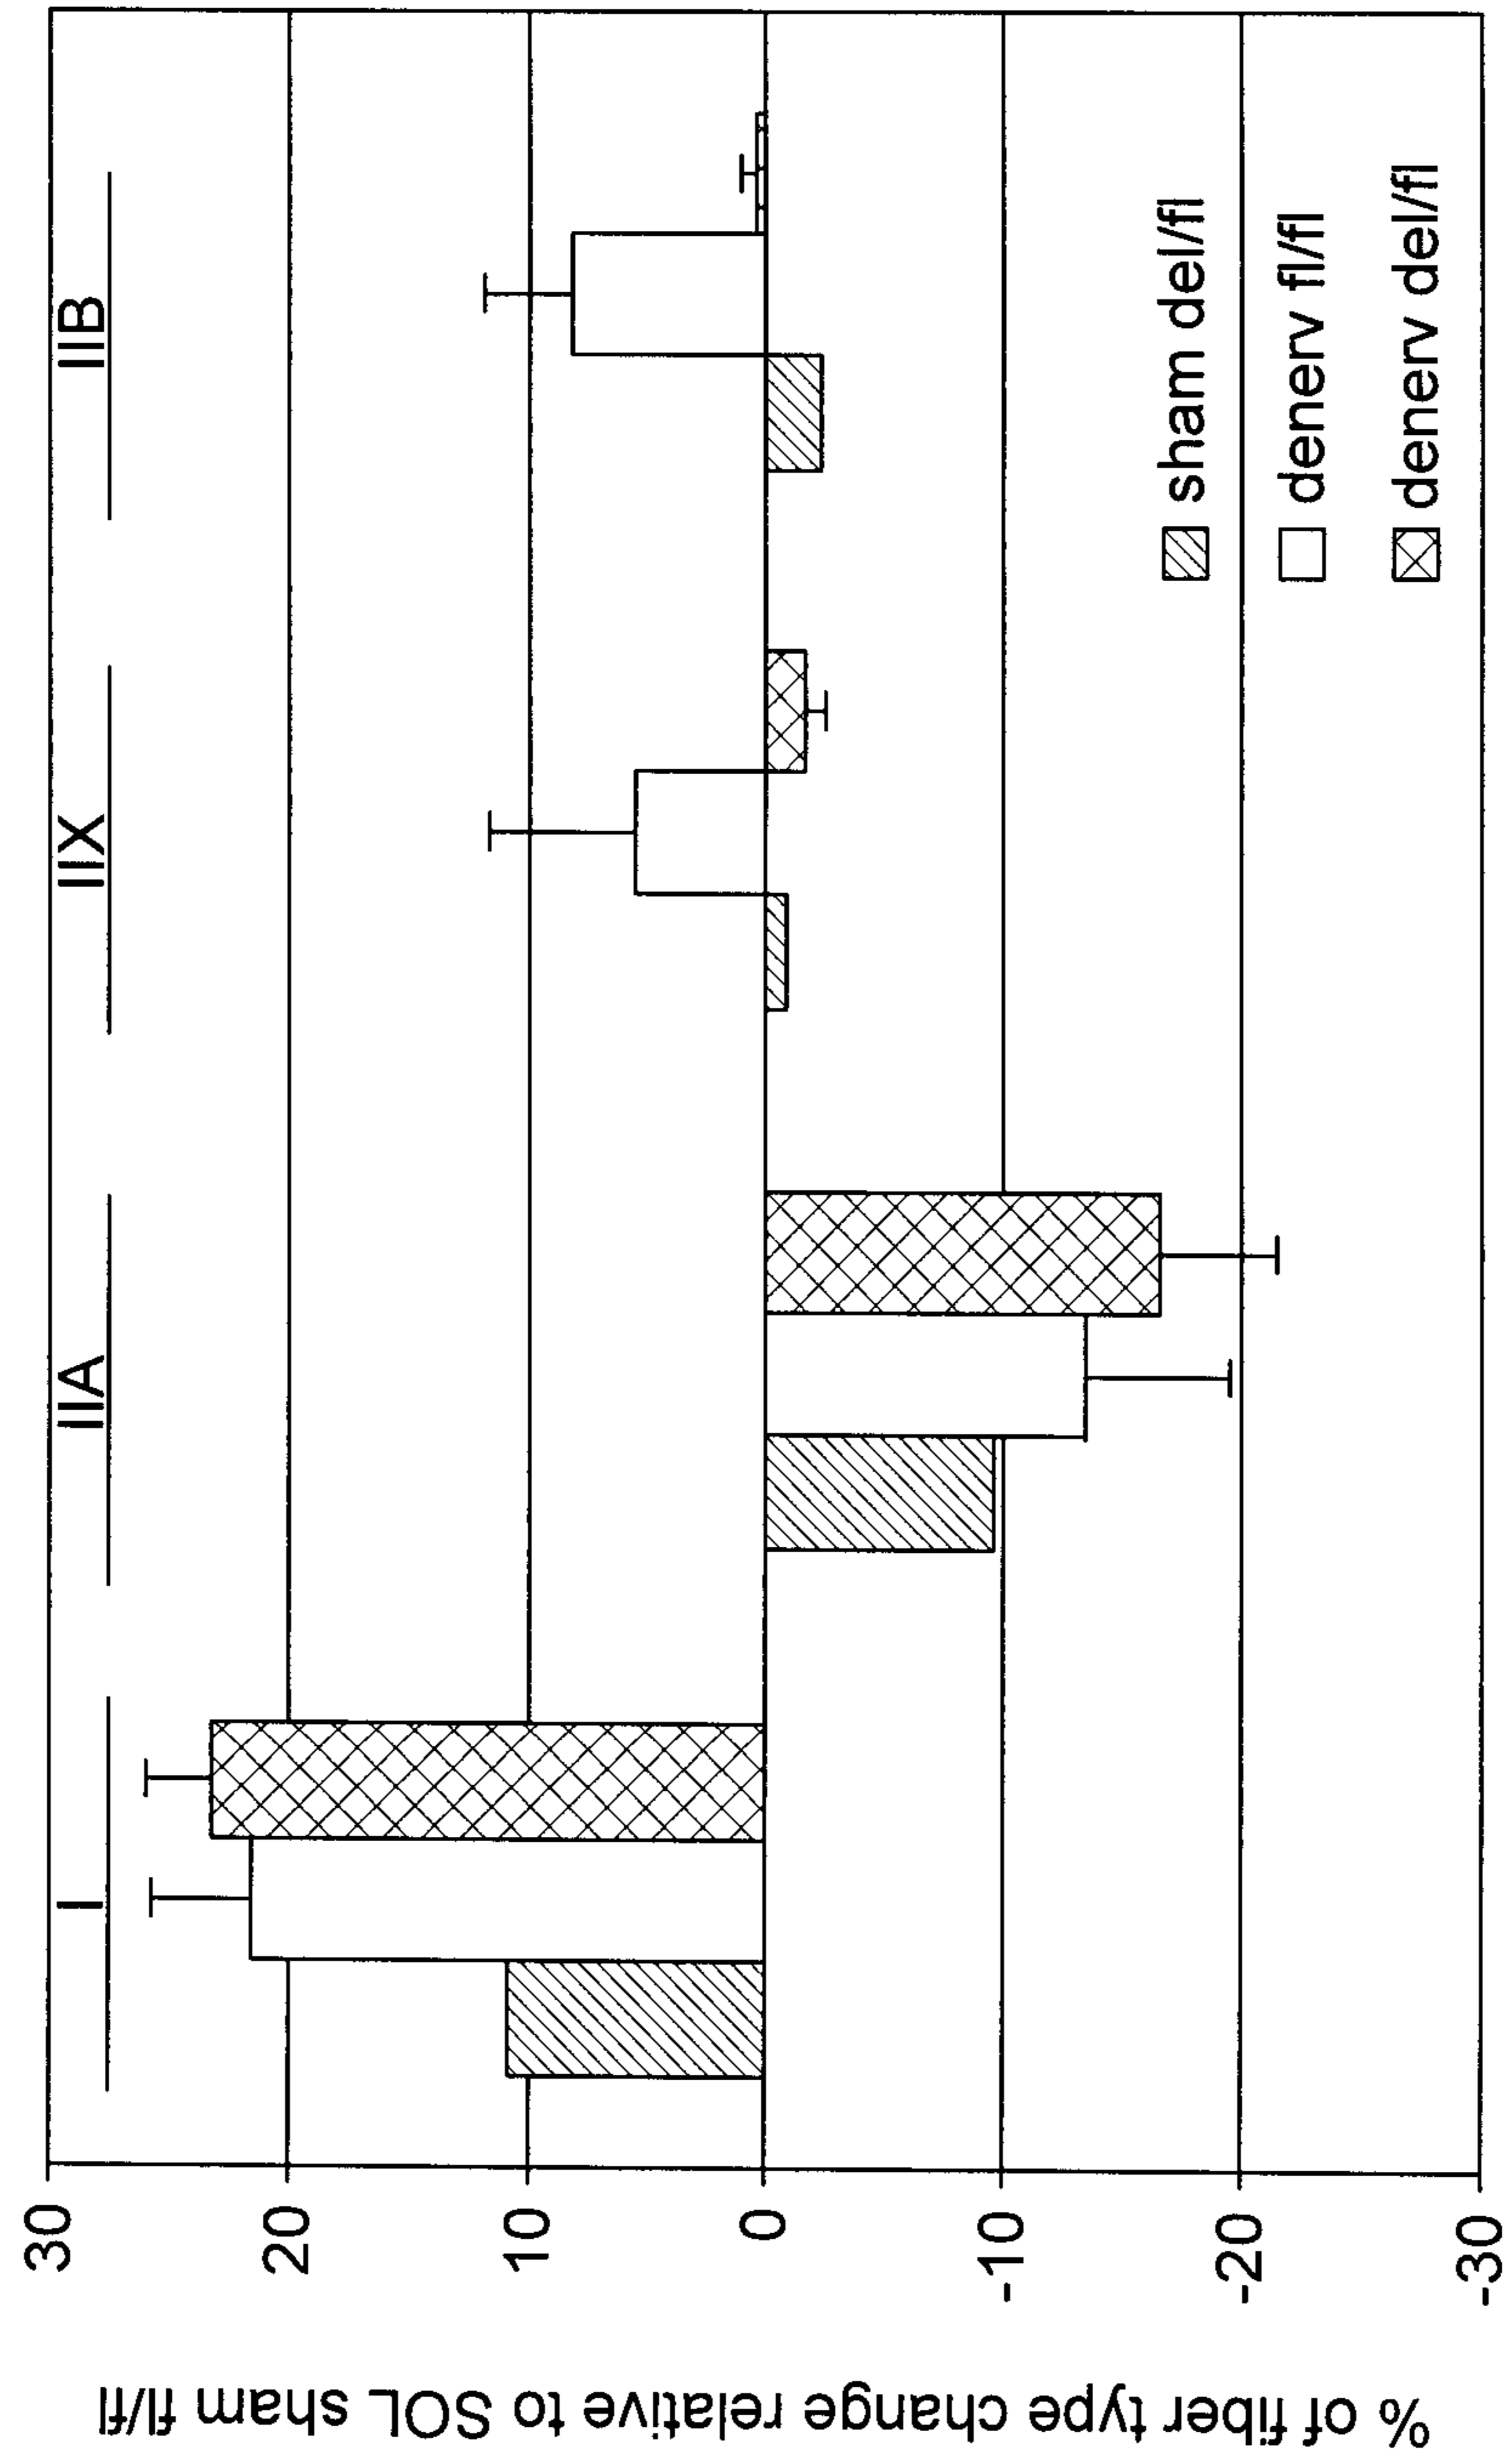 % of fiber type change relative to SOL sham fl/fl
30
20
10
0
-10
-20
-30
I
IIA
IIX
IIB
sham del/fl
denerv fl/fl
denerv del/fl